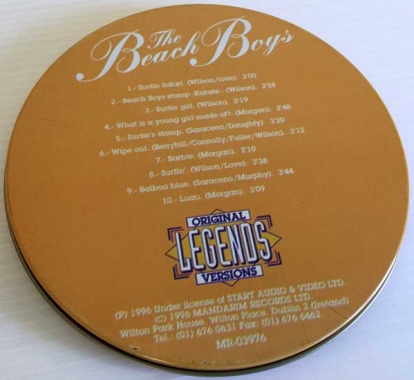 The
Beach Boys
1.- Surfin Safari. (Wilson/love). 3'00
2.- Beach Boys stomp -Karate-. (Wilson). 2'28
3.- Surfer girl. (Wilson). 2'19
4.- What is a young girl made of? (Morgan). 2'48
5.- Surfer's stomp. (Saraceno/Daughly). 3'20
6.- Wipe out. (Berryhill/Connolly/Fuller/Wilson). 2'12
7.- Barbie. (Morgan). 2'10
8.- Surfin'. (Wilson/Love). 3'38
9.- Balboa blue. (Saraceno/Murphy). 3'44
10.- Luau. (Morgan). 3'09
ORIGINAL
LEGENDS
VERSIONS
(P) 1996 Under license of START AUDIO & VIDEO LTD
(C) 1996 MANDARIM RECORDS LTD.
Wilton Park House. Wilton Place. Dublin 2 (Ireland)
Tel.: (01) 676 0631 Fax: (01) 676 6462
MR-03976